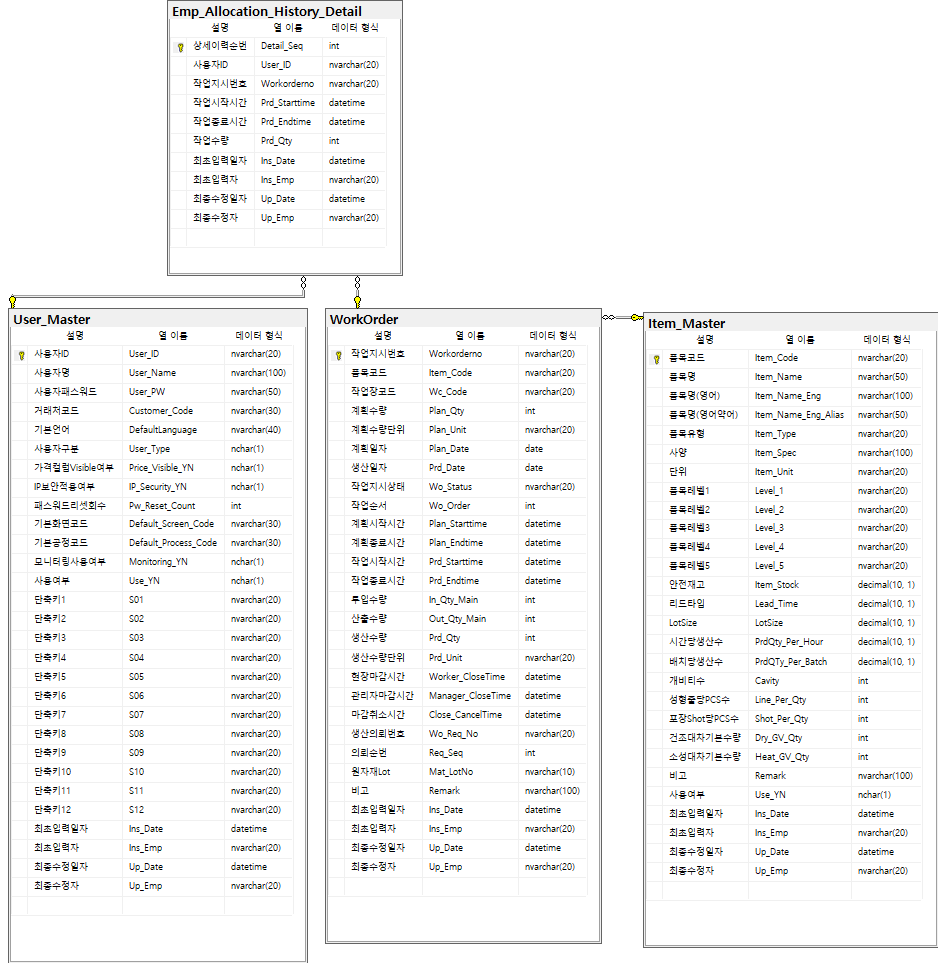 Emp_Allocation_History_Detail
설명 열 이름 데이터 형식
상세이력순번 Detail_Seq int
사용자ID User_ID nvarchar(20)
작업지시번호 Workorderno nvarchar(20)
작업시작시간 Prd_Starttime datetime
작업종료시간 Prd_Endtime datetime
작업수량 Prd_Qty int
최초입력일자 Ins_Date datetime
최초입력자 Ins_Emp nvarchar(20)
최종수정일자 Up_Date datetime
최종수정자 Up_Emp nvarchar(20)
User_Master
설명 열 이름 데이터 형식
사용자ID User_ID nvarchar(20)
사용자명 User_Name nvarchar(100)
사용자패스워드 User_PW nvarchar(50)
거래처코드 Customer_Code nvarchar(30)
기본언어 DefaultLanguage nvarchar(40)
사용자구분 User_Type nchar(1)
가격컬럼Visible여부 Price_Visible_YN nchar(1)
IP보안적용여부 IP_Security_YN nchar(1)
패스워드리셋회수 Pw_Reset_Count int
기본화면코드 Default_Screen_Code nvarchar(30)
기본공정코드 Default_Process_Code nvarchar(30)
모니터링사용여부 Monitoring_YN nchar(1)
사용여부 Use_YN nchar(1)
단축키1 S01 nvarchar(20)
단축키2 S02 nvarchar(20)
단축키3 S03 nvarchar(20)
단축키4 S04 nvarchar(20)
단축키5 S05 nvarchar(20)
단축키6 S06 nvarchar(20)
단축키7 S07 nvarchar(20)
단축키8 S08 nvarchar(20)
단축키9 S09 nvarchar(20)
단축키10 S10 nvarchar(20)
단축키11 S11 nvarchar(20)
단축키12 S12 nvarchar(20)
최초입력일자 Ins_Date datetime
최초입력자 Ins_Emp nvarchar(20)
최종수정일자 Up_Date datetime
최종수정자 Up_Emp nvarchar(20)
WorkOrder
설명 열 이름 데이터 형식
작업지시번호 Workorderno nvarchar(20)
품목코드 Item_Code nvarchar(20)
작업장코드 Wc_Code nvarchar(20)
계획수량 Plan_Qty int
계획수량단위 Plan_Unit nvarchar(20)
계획일자 Plan_Date date
생산일자 Prd_Date date
작업지시상태 Wo_Status nvarchar(20)
작업순서 Wo_Order int
계획시작시간 Plan_Starttime datetime
계획종료시간 Plan_Endtime datetime
작업시작시간 Prd_Starttime datetime
작업종료시간 Prd_Endtime datetime
투입수량 In_Qty_Main int
산출수량 Out_Qty_Main int
생산수량 Prd_Qty int
생산수량단위 Prd_Unit nvarchar(20)
현장마감시간 Worker_CloseTime datetime
관리자마감시간 Manager_CloseTime datetime
마감취소시간 Close_CancelTime datetime
생산의뢰번호 Wo_Req_No nvarchar(20)
의뢰순번 Req_Seq int
원자재Lot Mat_LotNo nvarchar(10)
비고 Remark nvarchar(100)
최초입력일자 Ins_Date datetime
최초입력자 Ins_Emp nvarchar(20)
최종수정일자 Up_Date datetime
최종수정자 Up_Emp nvarchar(20)
Item_Master
설명 열 이름 데이터 형식
품목코드 Item_Code nvarchar(20)
품목명 Item_Name nvarchar(50)
품목명(영어) Item_Name_Eng nvarchar(100)
품목명(영어약어) Item_Name_Eng_Alias nvarchar(50)
품목유형 Item_Type nvarchar(20)
사양 Item_Spec nvarchar(100)
단위 Item_Unit nvarchar(20)
품목레벨1 Level_1 nvarchar(20)
품목레벨2 Level_2 nvarchar(20)
품목레벨3 Level_3 nvarchar(20)
품목레벨4 Level_4 nvarchar(20)
품목레벨5 Level_5 nvarchar(20)
안전재고 Item_Stock decimal(10, 1)
리드타임 Lead_Time decimal(10, 1)
LotSize LotSize decimal(10, 1)
시간당생산수 PrdQty_Per_Hour decimal(10, 1)
배치당생산수 PrdQTy_Per_Batch decimal(10, 1)
개비티수 Cavity int
성형줄당PCS수 Line_Per_Qty int
포장Shot당PCS수 Shot_Per_Qty int
건조대차기본수량 Dry_GV_Qty int
소성대차기본수량 Heat_GV_Qty int
비고 Remark nvarchar(100)
사용여부 Use_YN nchar(1)
최초입력일자 Ins_Date datetime
최초입력자 Ins_Emp nvarchar(20)
최종수정일자 Up_Date datetime
최종수정자 Up_Emp nvarchar(20)